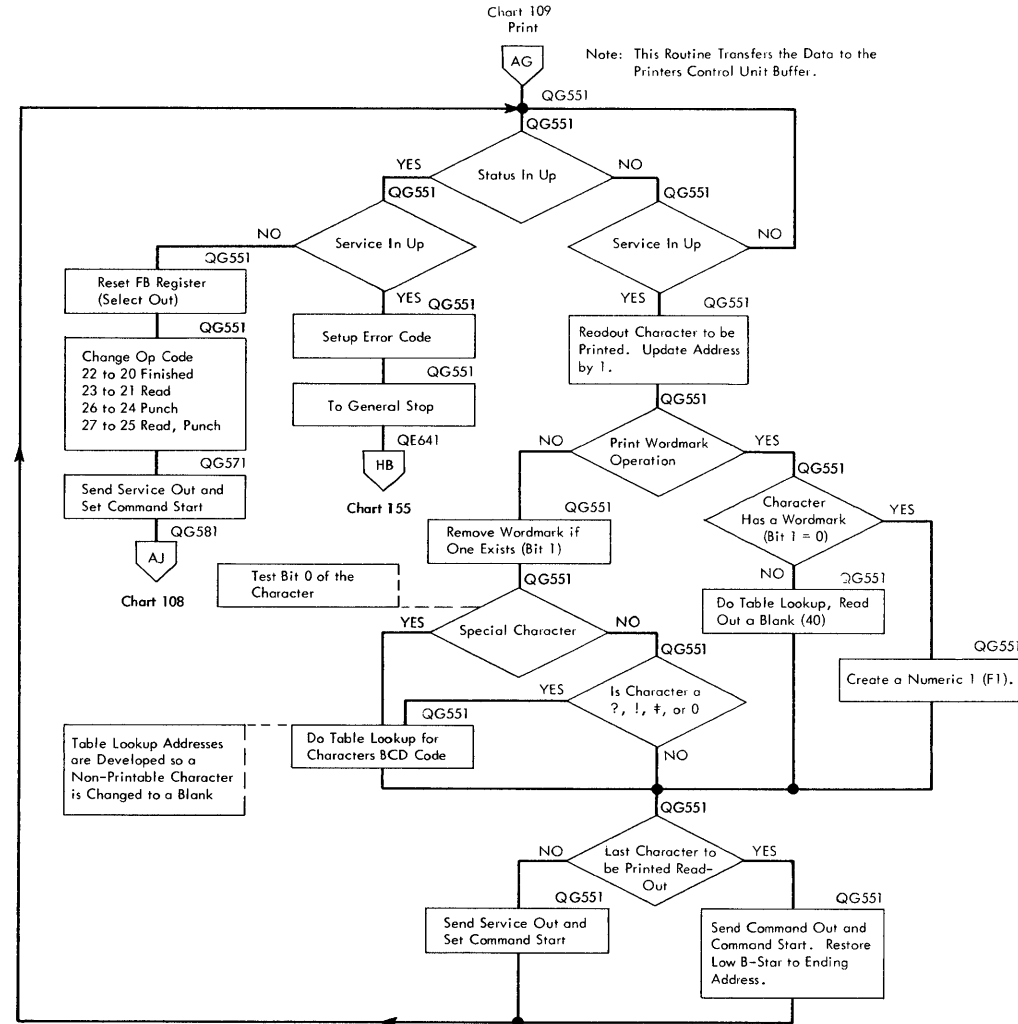 Chart 109
Print
AG
Note: This Routine Transfers the Data to the
Printers Control Unit Buffer.
QG551
QG551
YES
Status In Up
NO
QG551
QG551
NO
Service In Up
Service In Up
NO
QG551
YES
QG551
YES
QG551
Reset FB Register
(Select Out)
Setup Error Code
Readout Character to be
Printed. Update Address
by 1.
QG551
QG551
Change Op Code
22 to 20 Finished
23 to 21 Read
26 to 24 Punch
27 to 25 Read, Punch
To General Stop
QE641
HB
Chart 155
QG551
NO
Print Wordmark
Operation
YES
QG551
QG571
Send Service Out and
Set Command Start
QG581
AJ
Chart 108
QG551
Remove Wordmark if
One Exists (Bit 1)
Character
Has a Wordmark
(Bit 1 = 0)
YES
NO
QG551
Do Table Lookup, Read
Out a Blank (40)
Test Bit 0 of the
Character
QG551
YES
Special Character
NO
QG551
QG551
Create a Numeric 1 (F1).
YES
Is Character a
?, !, ǂ, or 0
NO
QG551
Do Table Lookup for
Characters BCD Code
Table Lookup Addresses
are Developed so a
Non-Printable Character
is Changed to a Blank
QG551
NO
Last Character to
be Printed Read-
Out
YES
QG551
QG551
Send Service Out and
Set Command Start
Send Command Out and
Command Start. Restore
Low B-Star to Ending
Address.